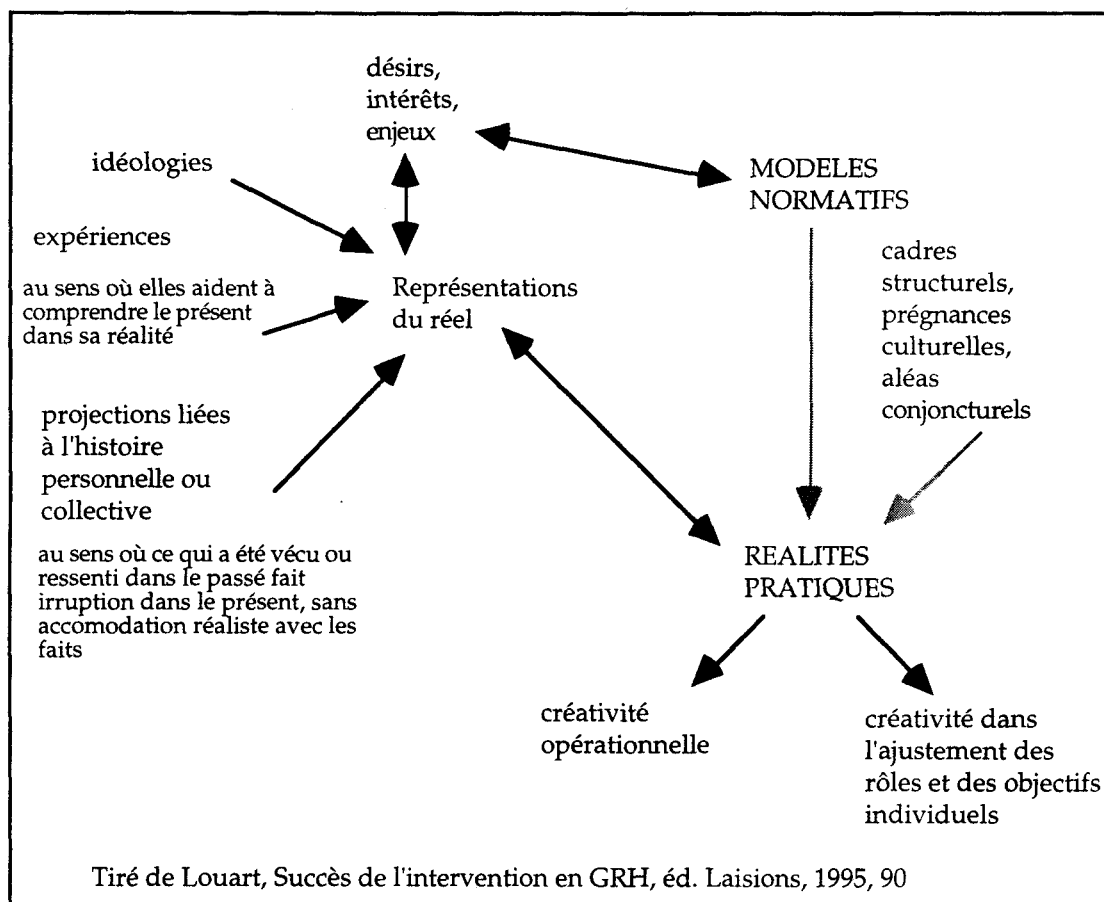 désirs,
intérêts,
enjeux
idéologies
MODELES
NORMATIFS
expériences
au sens où elles aident à
comprendre le présent
dans sa réalité
Représentations
du réel
cadres
structurels,
prégnances
culturelles,
aléas
conjoncturels
projections liées
à l'histoire
personnelle ou
collective
au sens où ce qui a été vécu ou
ressenti dans le passé fait
irruption dans le présent, sans
accomodation réaliste avec les
faits
REALITES
PRATIQUES
créativité
opérationnelle
créativité dans
l'ajustement des
rôles et des objectifs
individuels
Tiré de Louart, Succès de l'intervention en GRH, éd. Laisions, 1995, 90